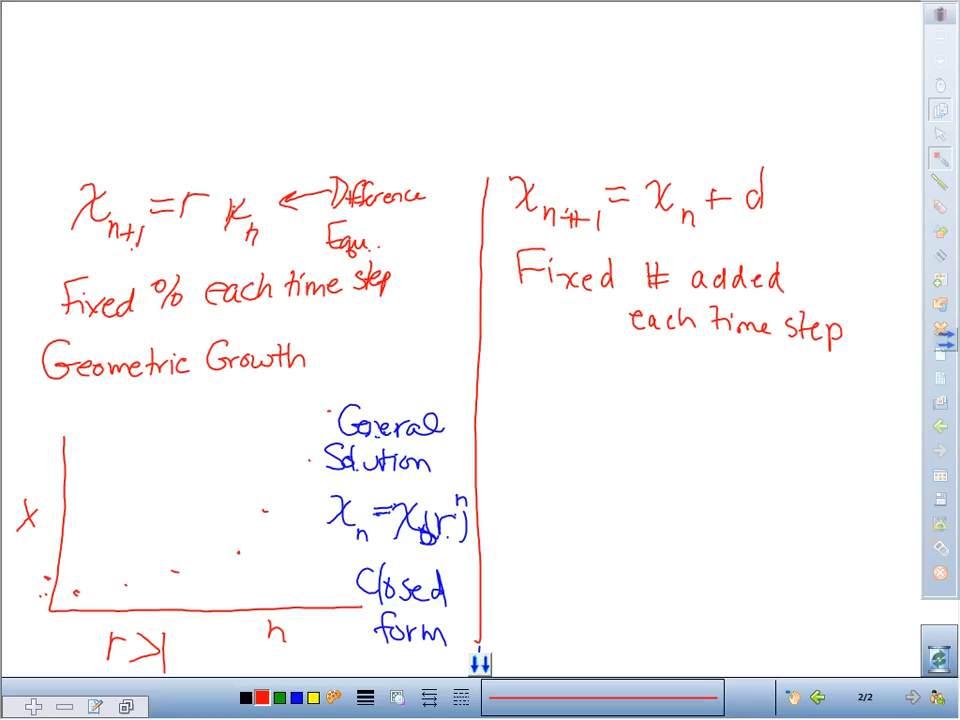 x_{n+1} = r x_n ← Difference
Equ..
Fixed % each time step
Geometric Growth
General
Solution
x_n = x_0(r)^n
Closed
form
x
n
r > 1
x_{n+1} = x_n + d
Fixed # added
each time step
2/2